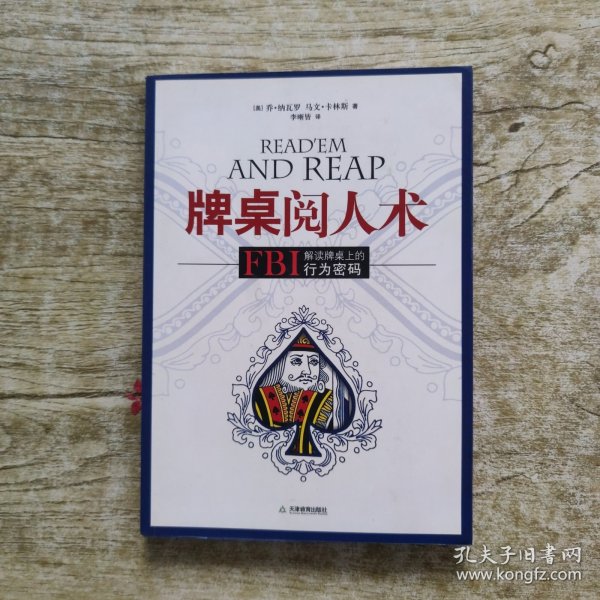 [美] 乔·纳瓦罗 马文·卡林斯 著
李晰皆 译
READ'EM
AND REAP
牌桌阅人术
FBI 解读牌桌上的
行为密码
天津教育出版社
孔夫子旧书网
www.kongfz.com